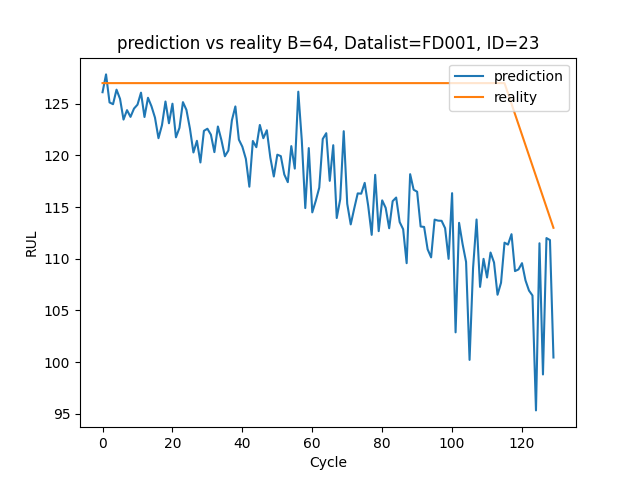 prediction vs reality B=64, Datalist=FD001, ID=23
prediction
reality
RUL
125
120
115
110
105
100
95
0 20 40 60 80 100 120
Cycle